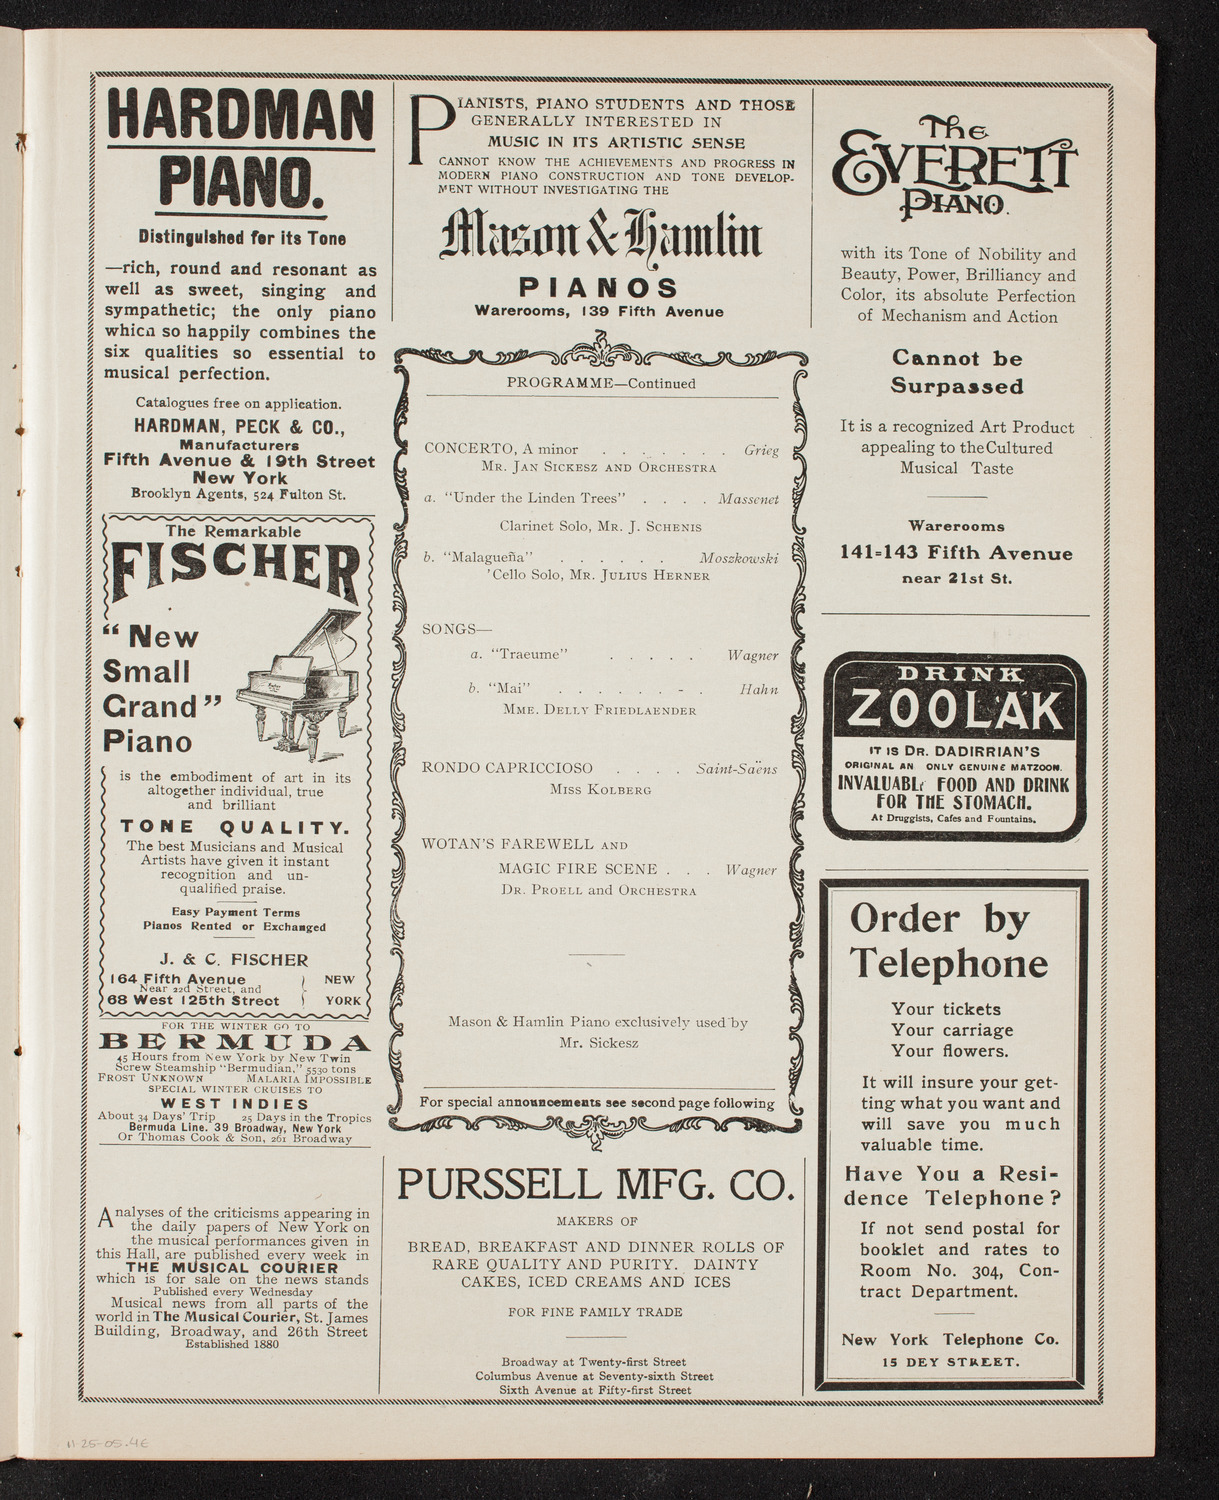 HARDMAN
PIANO.
Distinguished for its Tone
—rich, round and resonant as
well as sweet, singing and
sympathetic; the only piano
which so happily combines the
six qualities so essential to
musical perfection.
Catalogues free on application.
HARDMAN, PECK & CO.,
Manufacturers
Fifth Avenue & 19th Street
New York
Brooklyn Agents, 524 Fulton St.
The Remarkable
FISCHER
"New
Small
Grand"
Piano
is the embodiment of art in its
altogether individual, true
and brilliant
TONE QUALITY.
The best Musicians and Musical
Artists have given it instant
recognition and un-
qualified praise.
Easy Payment Terms
Pianos Rented or Exchanged
J. & C. FISCHER
164 Fifth Avenue
Near 22d Street, and
68 West 125th Street
NEW
YORK
FOR THE WINTER GO TO
BERMUDA
45 Hours from New York by New Twin
Screw Steamship "Bermudian," 5530 tons
FROST UNKNOWN MALARIA IMPOSSIBLE
SPECIAL WINTER CRUISES TO
WEST INDIES
About 34 Days' Trip 25 Days in the Tropics
Bermuda Line. 39 Broadway, New York
Or Thomas Cook & Son, 261 Broadway
Analyses of the criticisms appearing in
the daily papers of New York on
the musical performances given in
this Hall, are published every week in
THE MUSICAL COURIER
which is for sale on the news stands
Published every Wednesday
Musical news from all parts of the
world in The Musical Courier, St. James
Building, Broadway, and 26th Street
Established 1880
PIANISTS, PIANO STUDENTS AND THOSE
GENERALLY INTERESTED IN
MUSIC IN ITS ARTISTIC SENSE
CANNOT KNOW THE ACHIEVEMENTS AND PROGRESS IN
MODERN PIANO CONSTRUCTION AND TONE DEVELOP-
MENT WITHOUT INVESTIGATING THE
Mason & Hamlin
PIANOS
Warerooms, 139 Fifth Avenue
PROGRAMME—Continued
CONCERTO, A minor . . . . . . . Grieg
MR. JAN SICKESZ AND ORCHESTRA
a. "Under the Linden Trees" . . . . Massenet
Clarinet Solo, MR. J. SCHENIS
b. "Malagueña" . . . . . . Moszkowski
'Cello Solo, MR. JULIUS HERNER
SONGS—
a. "Traeume" . . . . . Wagner
b. "Mai" . . . . . . . - . Hahn
MME. DELLY FRIEDLAENDER
RONDO CAPRICCIOSO . . . . Saint-Saëns
MISS KOLBERG
WOTAN'S FAREWELL AND
MAGIC FIRE SCENE . . . Wagner
DR. PROELL and ORCHESTRA
Mason & Hamlin Piano exclusively used by
Mr. Sickesz
For special announcements see second page following
PURSSELL MFG. CO.
MAKERS OF
BREAD, BREAKFAST AND DINNER ROLLS OF
RARE QUALITY AND PURITY. DAINTY
CAKES, ICED CREAMS AND ICES
FOR FINE FAMILY TRADE
Broadway at Twenty-first Street
Columbus Avenue at Seventy-sixth Street
Sixth Avenue at Fifty-first Street
The
EVERETT
PIANO.
with its Tone of Nobility and
Beauty, Power, Brilliancy and
Color, its absolute Perfection
of Mechanism and Action
Cannot be
Surpassed
It is a recognized Art Product
appealing to the Cultured
Musical Taste
Warerooms
141=143 Fifth Avenue
near 21st St.
DRINK
ZOOLAK
IT IS DR. DADIRRIAN'S
ORIGINAL AN ONLY GENUINE MATZOON.
INVALUABLE FOOD AND DRINK
FOR THE STOMACH.
At Druggists, Cafes and Fountains.
Order by
Telephone
Your tickets
Your carriage
Your flowers.
It will insure your get-
ting what you want and
will save you much
valuable time.
Have You a Resi-
dence Telephone?
If not send postal for
booklet and rates to
Room No. 304, Con-
tract Department.
New York Telephone Co.
15 DEY STREET.
11-25-05-4E